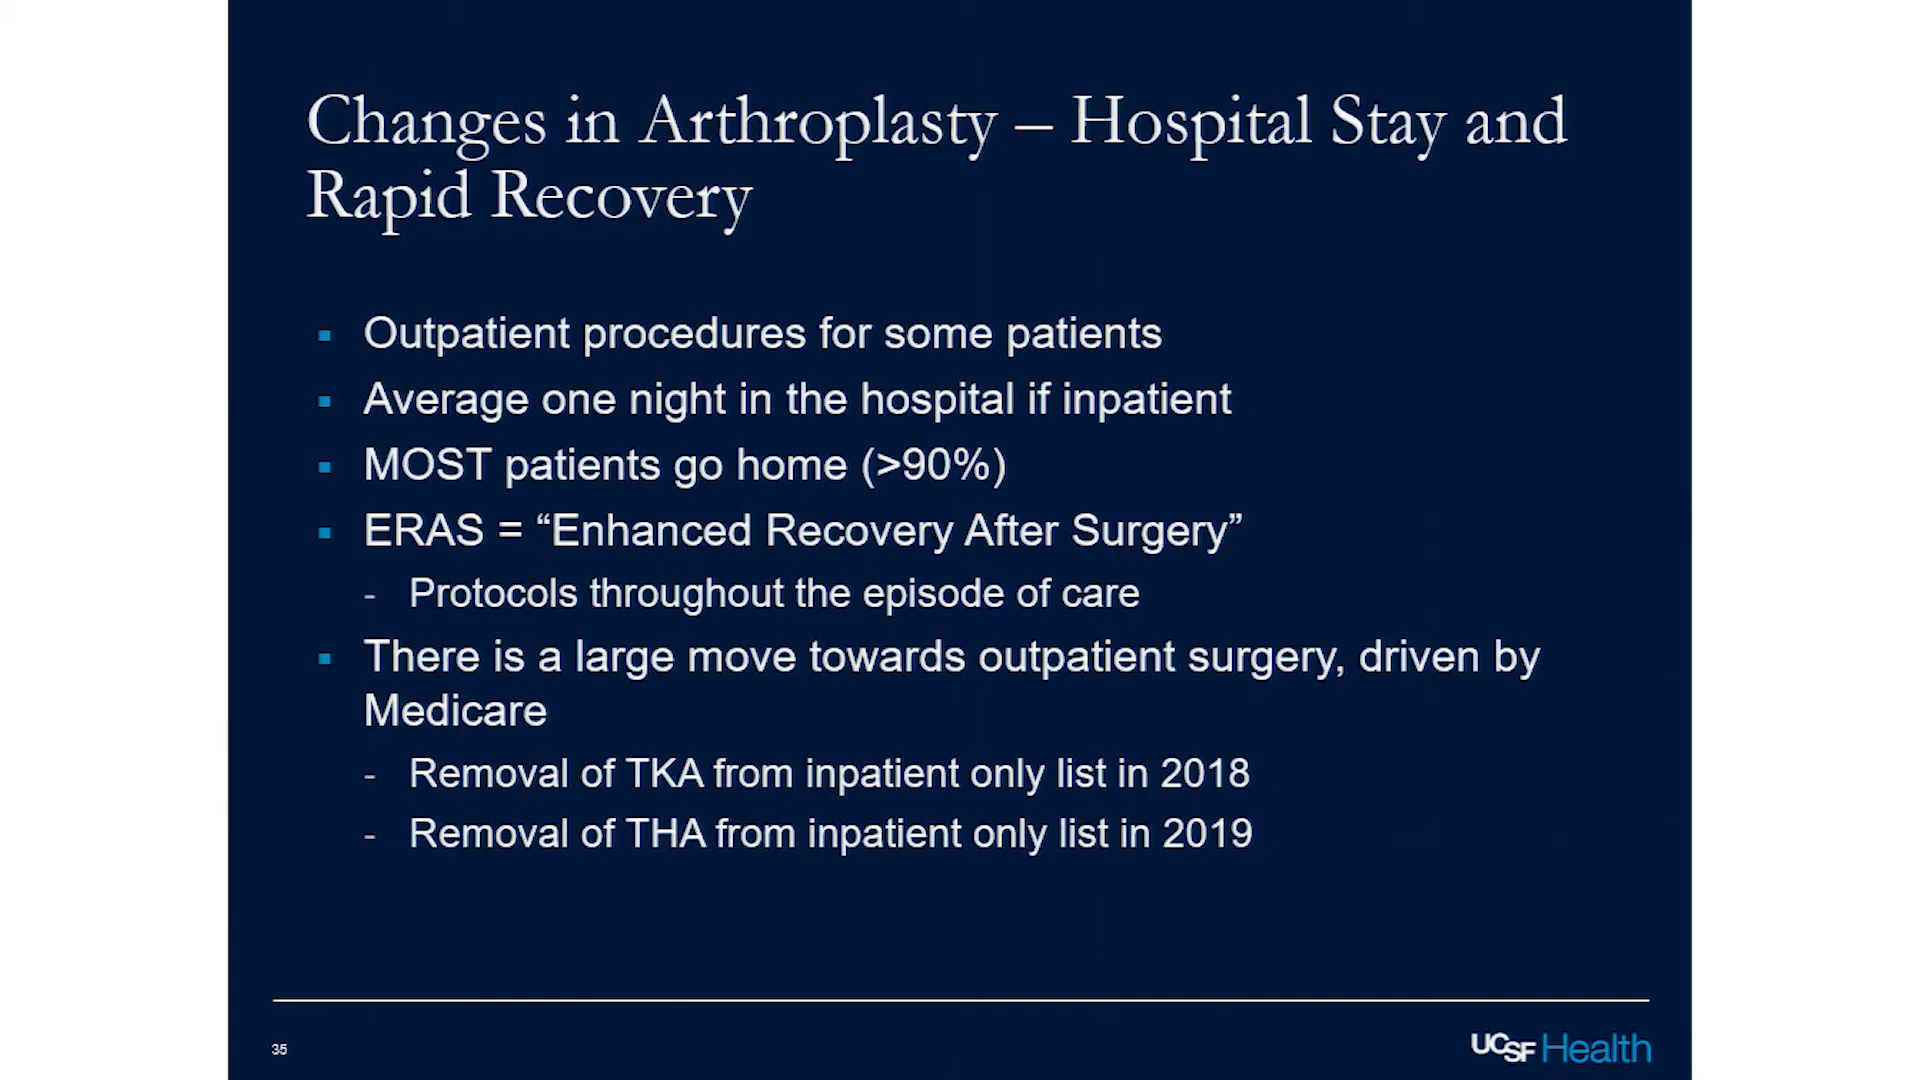 Changes in Arthroplasty – Hospital Stay and
Rapid Recovery
▪ Outpatient procedures for some patients
▪ Average one night in the hospital if inpatient
▪ MOST patients go home (>90%)
▪ ERAS = “Enhanced Recovery After Surgery”
- Protocols throughout the episode of care
▪ There is a large move towards outpatient surgery, driven by
Medicare
- Removal of TKA from inpatient only list in 2018
- Removal of THA from inpatient only list in 2019
35
UCSF Health